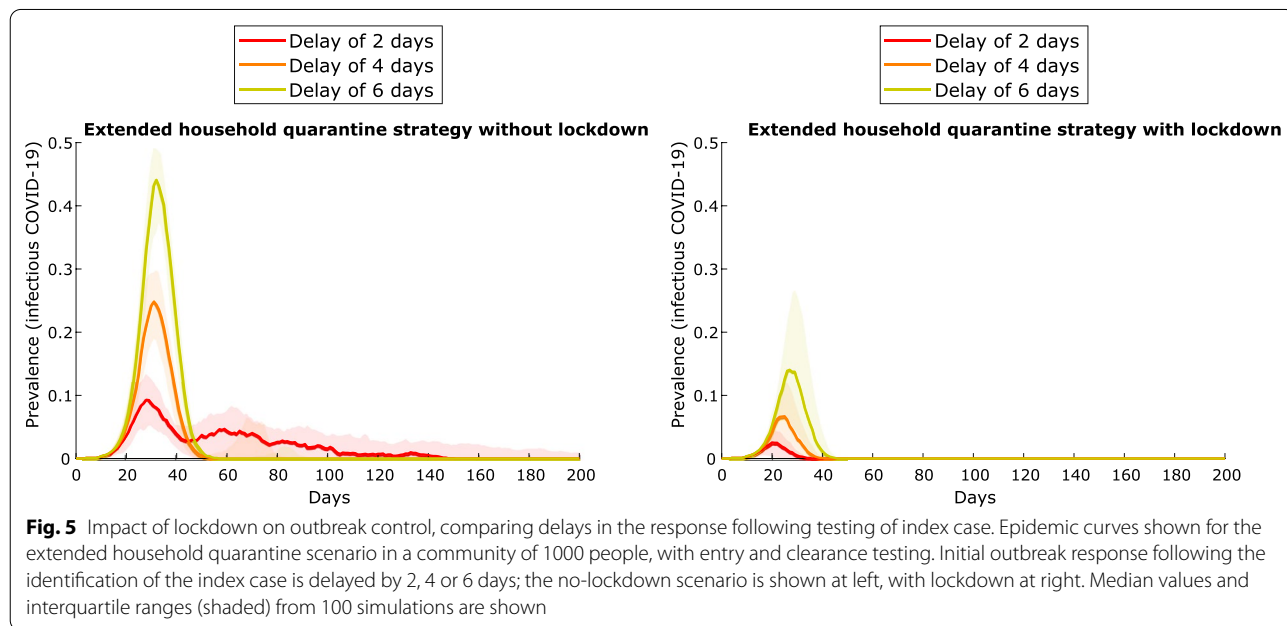 Delay of 2 days
Delay of 4 days
Delay of 6 days
Extended household quarantine strategy without lockdown
Prevalence (infectious COVID-19)
0.5
0.4
0.3
0.2
0.1
0
0 20 40 60 80 100 120 140 160 180 200
Days
Delay of 2 days
Delay of 4 days
Delay of 6 days
Extended household quarantine strategy with lockdown
Prevalence (infectious COVID-19)
0.5
0.4
0.3
0.2
0.1
0
0 20 40 60 80 100 120 140 160 180 200
Days
Fig. 5 Impact of lockdown on outbreak control, comparing delays in the response following testing of index case. Epidemic curves shown for the
extended household quarantine scenario in a community of 1000 people, with entry and clearance testing. Initial outbreak response following the
identification of the index case is delayed by 2, 4 or 6 days; the no-lockdown scenario is shown at left, with lockdown at right. Median values and
interquartile ranges (shaded) from 100 simulations are shown